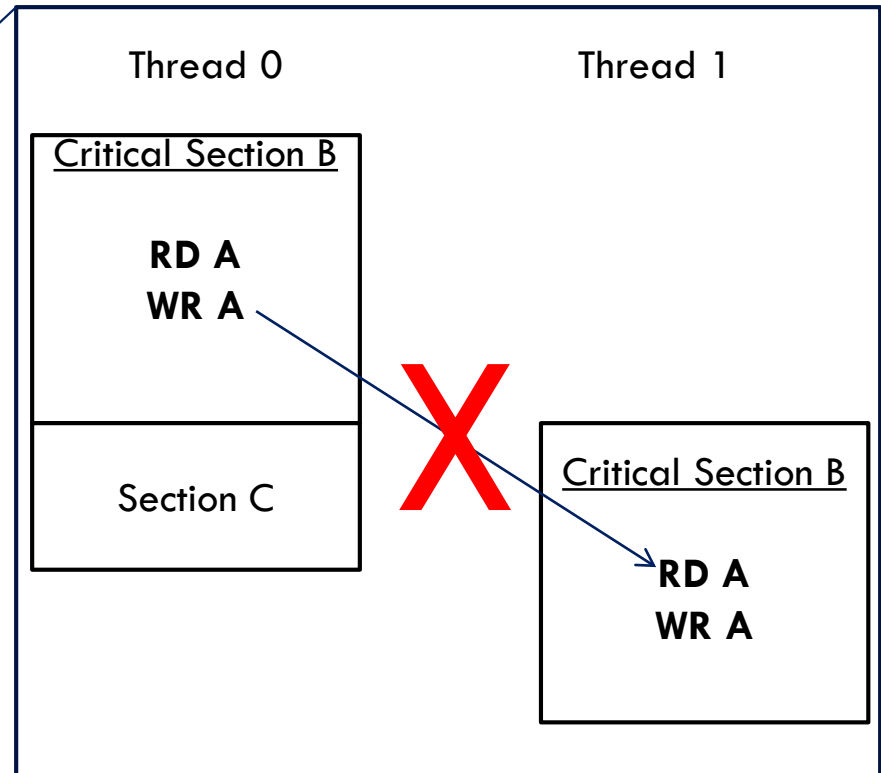 Thread 0
Thread 1
Critical Section B
RD A
WR A
Section C
X
Critical Section B
RD A
WR A